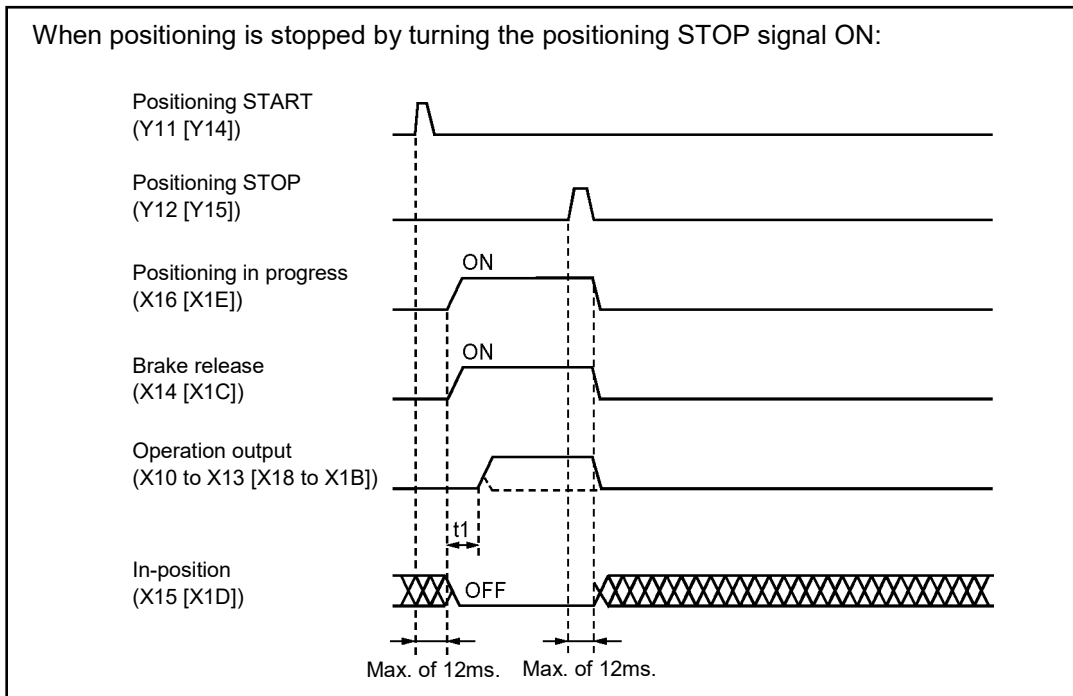 When positioning is stopped by turning the positioning STOP signal ON:
Positioning START
(Y11 [Y14])
Positioning STOP
(Y12 [Y15])
Positioning in progress
(X16 [X1E])
ON
Brake release
(X14 [X1C])
ON
Operation output
(X10 to X13 [X18 to X1B])
t1
In-position
(X15 [X1D])
OFF
Max. of 12ms. Max. of 12ms.